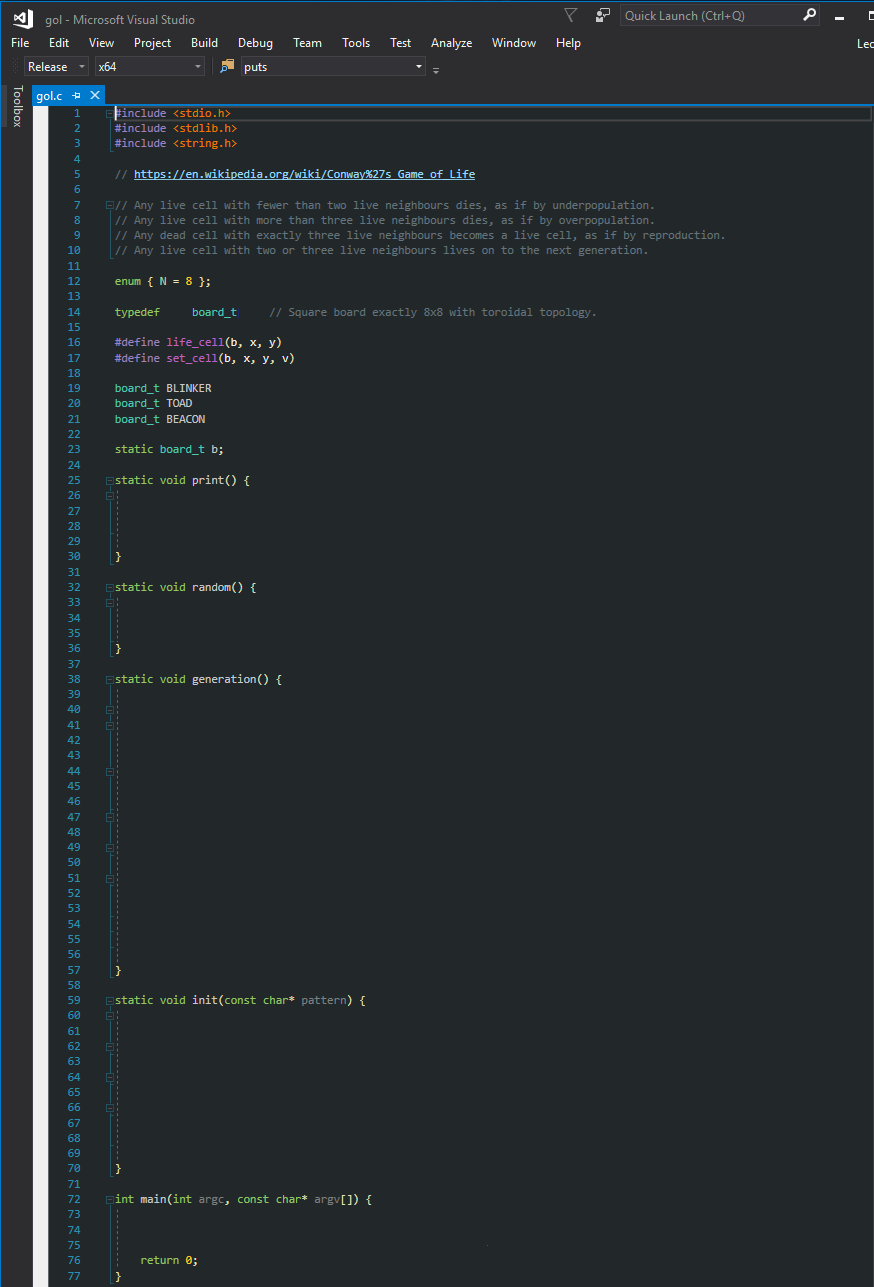 gol - Microsoft Visual Studio
Quick Launch (Ctrl+Q)
File Edit View Project Build Debug Team Tools Test Analyze Window Help
Lec
Release x64 puts
Toolbox
gol.c
1 #include <stdio.h>
2 #include <stdlib.h>
3 #include <string.h>
4
5 // https://en.wikipedia.org/wiki/Conway%27s_Game_of_Life
6
7 // Any live cell with fewer than two live neighbours dies, as if by underpopulation.
8 // Any live cell with more than three live neighbours dies, as if by overpopulation.
9 // Any dead cell with exactly three live neighbours becomes a live cell, as if by reproduction.
10 // Any live cell with two or three live neighbours lives on to the next generation.
11
12 enum { N = 8 };
13
14 typedef board_t // Square board exactly 8x8 with toroidal topology.
15
16 #define life_cell(b, x, y)
17 #define set_cell(b, x, y, v)
18
19 board_t BLINKER
20 board_t TOAD
21 board_t BEACON
22
23 static board_t b;
24
25 static void print() {
26
27
28
29
30 }
31
32 static void random() {
33
34
35
36 }
37
38 static void generation() {
39
40
41
42
43
44
45
46
47
48
49
50
51
52
53
54
55
56
57 }
58
59 static void init(const char* pattern) {
60
61
62
63
64
65
66
67
68
69
70 }
71
72 int main(int argc, const char* argv[]) {
73
74
75
76 return 0;
77 }